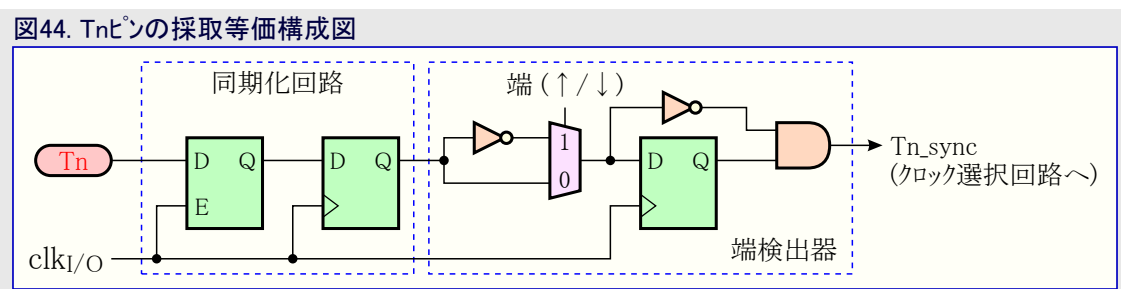 図44. Tnピンの採取等価構成図
同期化回路
端 (↑/↓)
Tn
D Q
E
D Q
1
0
D Q
Tn_sync
(クロック選択回路へ)
clkI/O
端検出器